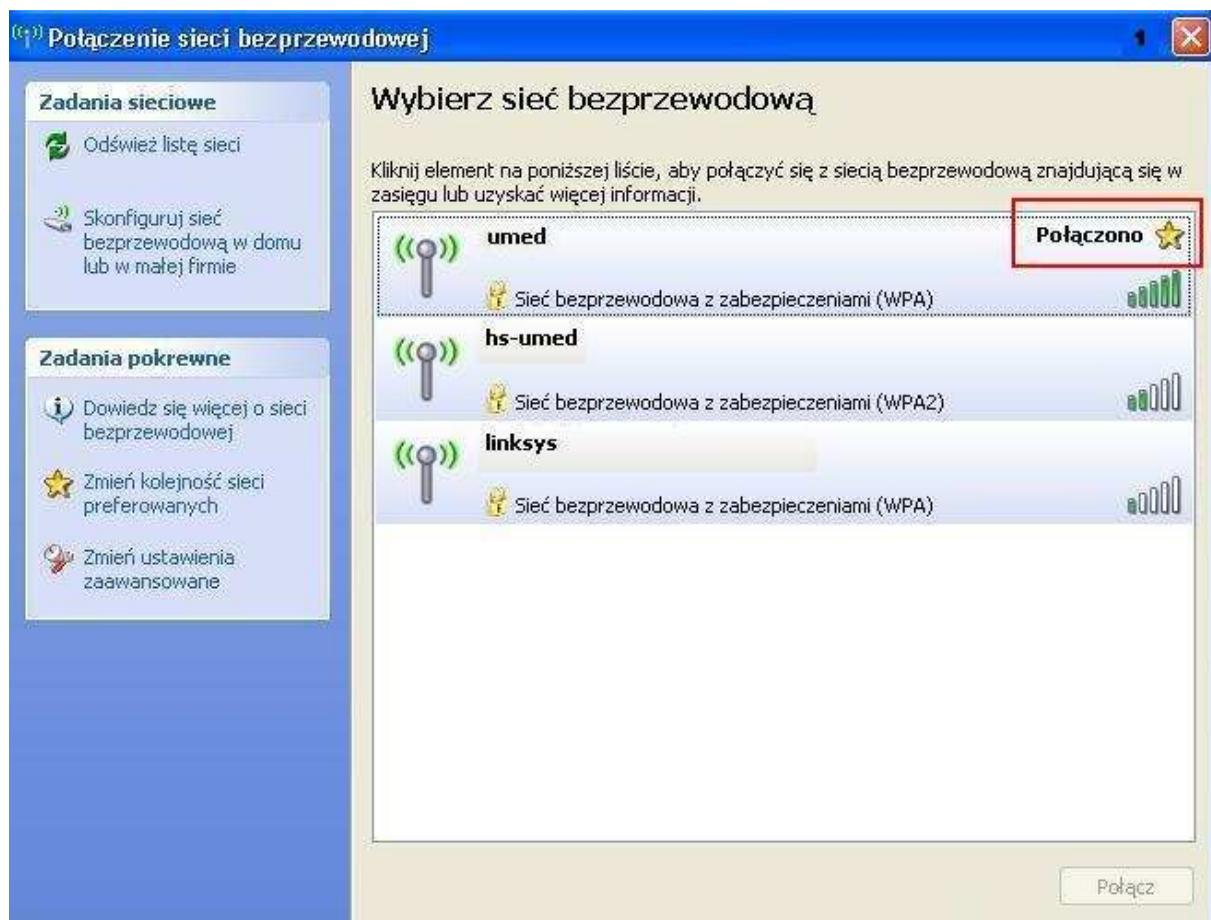 Połączenie sieci bezprzewodowej 1
Zadania sieciowe
Odśwież listę sieci
Skonfiguruj sieć
bezprzewodową w domu
lub w małej firmie
Zadania pokrewne
Dowiedz się więcej o sieci
bezprzewodowej
Zmień kolejność sieci
preferowanych
Zmień ustawienia
zaawansowane
Wybierz sieć bezprzewodową
Kliknij element na poniższej liście, aby połączyć się z siecią bezprzewodową znajdującą się w
zasięgu lub uzyskać więcej informacji.
umed Połączono
Sieć bezprzewodowa z zabezpieczeniami (WPA)
hs-umed
Sieć bezprzewodowa z zabezpieczeniami (WPA2)
linksys
Sieć bezprzewodowa z zabezpieczeniami (WPA)
Połącz